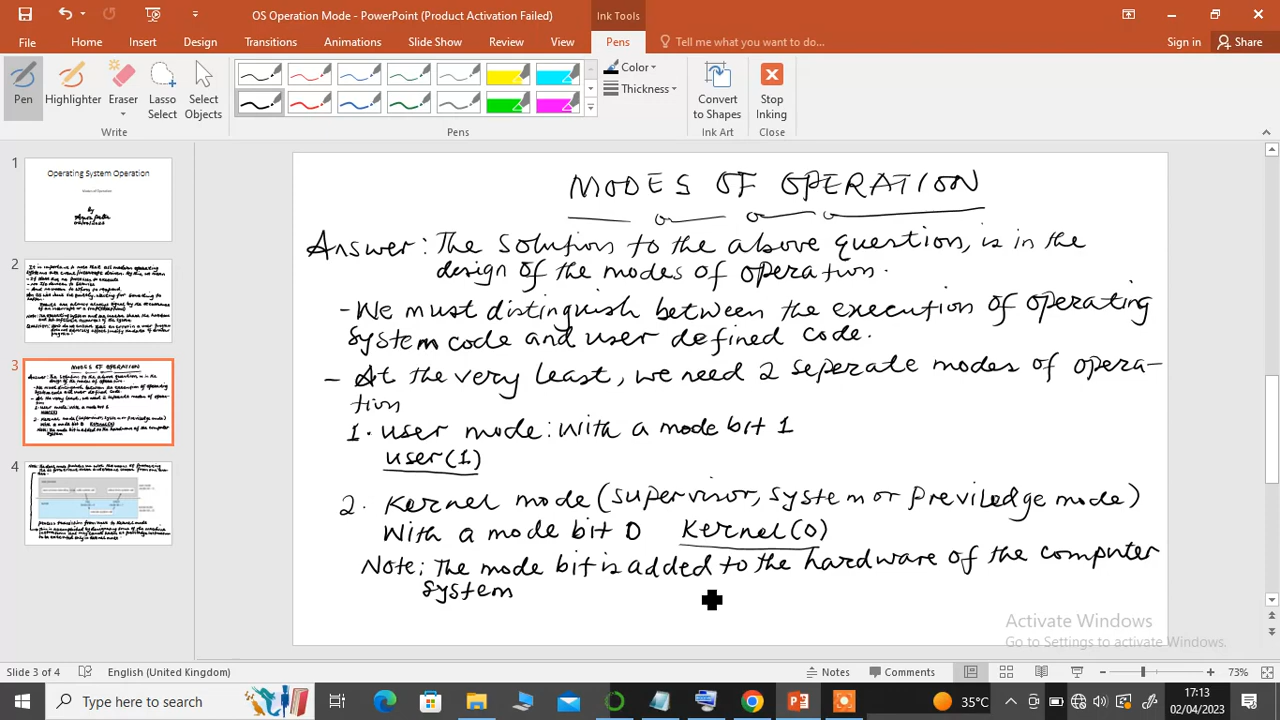 OS Operation Mode - PowerPoint (Product Activation Failed)
Ink Tools
File Home Insert Design Transitions Animations Slide Show Review View Pens Tell me what you want to do... Sign in Share
Pen Highlighter Eraser Lasso Select Select Objects
Color Thickness
Convert to Shapes
Stop Inking
Write Pens Ink Art Close
1
Operating System Operation
by
2
3
4
MODES OF OPERATION
Answer: The solution to the above question, is in the
design of the modes of operation.
- We must distinguish between the execution of operating
system code and user defined code.
- At the very least, we need 2 seperate modes of opera-
tion
1. User mode: With a mode bit 1
user(1)
2. Kernel mode (supervisor, system or previledge mode)
With a mode bit 0 Kernel(0)
Note: The mode bit is added to the hardware of the computer
system
Activate Windows
Go to Settings to activate Windows.
Slide 3 of 4 English (United Kingdom) Notes Comments 73%
Type here to search
35°C
17:13
02/04/2023